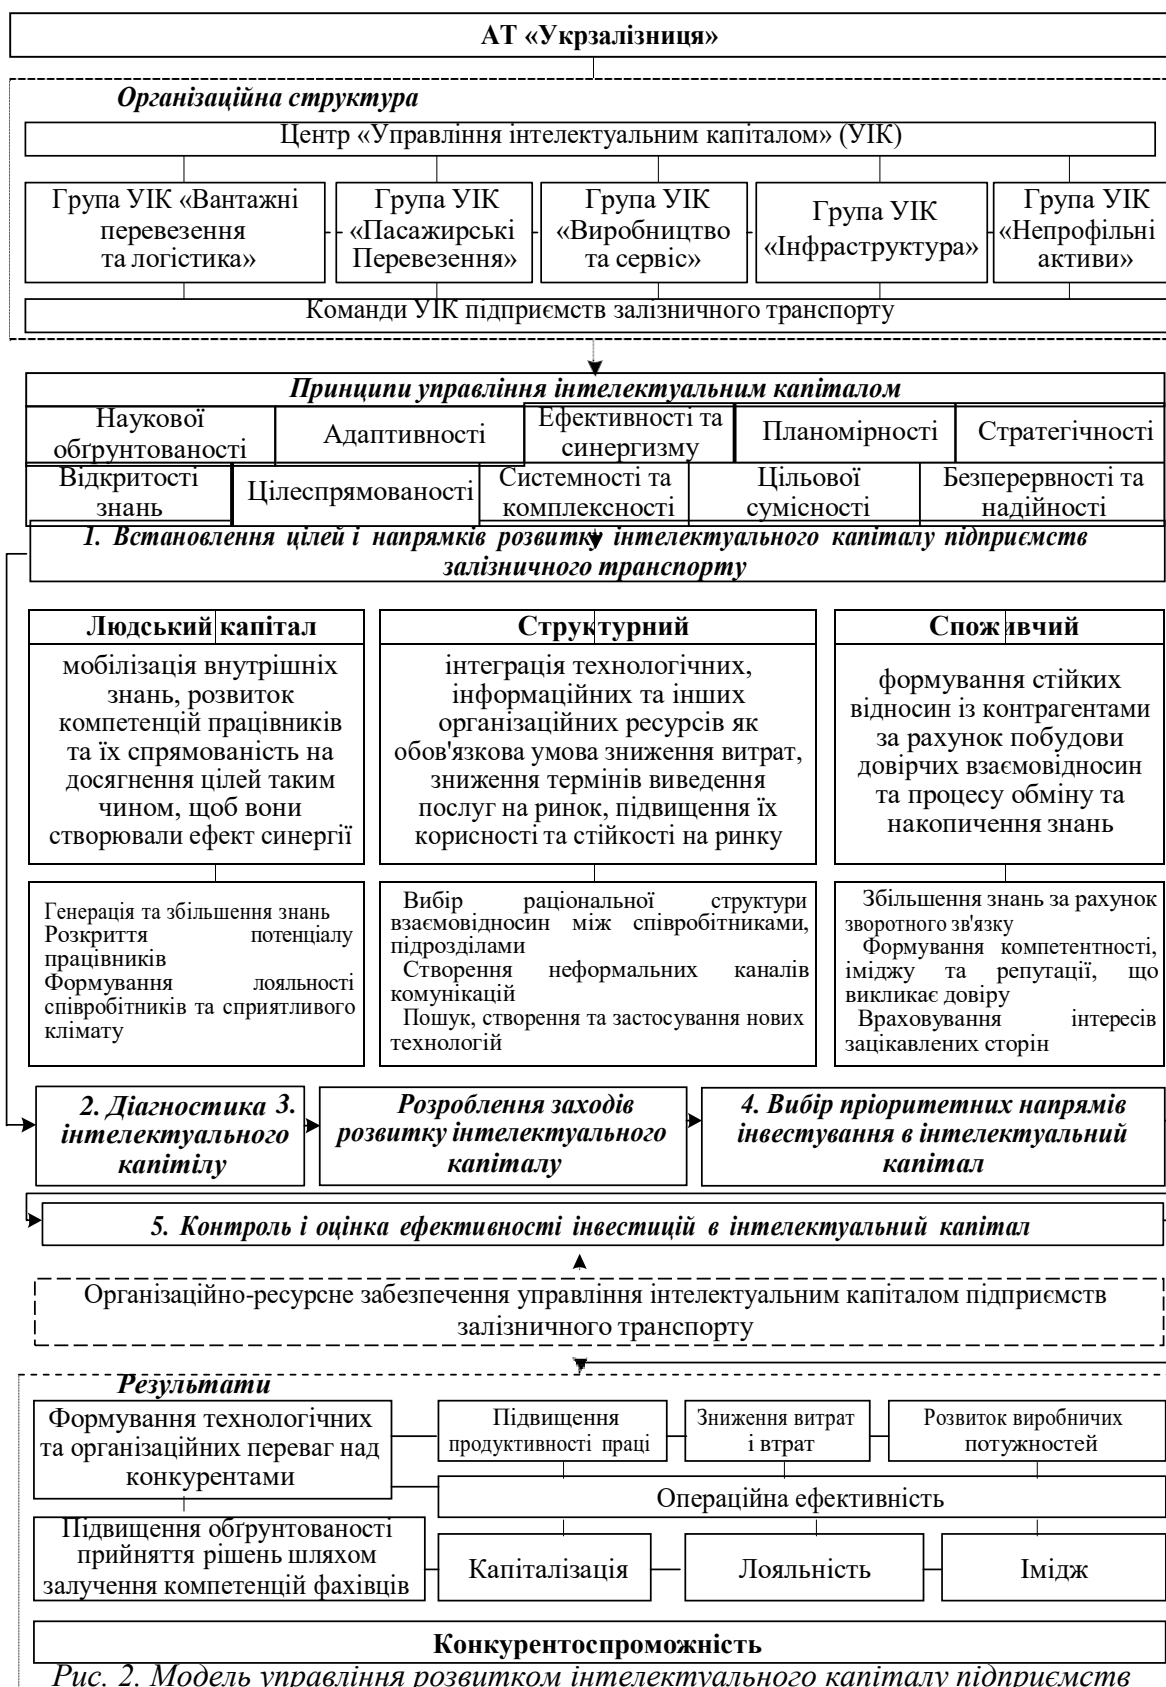 АТ «Укрзалізниця»
Організаційна структура
Центр «Управління інтелектуальним капіталом» (УІК)
Група УІК «Вантажні
перевезення
та логістика»
Група УІК
«Пасажирські
Перевезення»
Група УІК
«Виробництво
та сервіс»
Група УІК
«Інфраструктура»
Група УІК
«Непрофільні
активи»
Команди УІК підприємств залізничного транспорту
Принципи управління інтелектуальним капіталом
Наукової
обґрунтованості
Адаптивності
Ефективності та
синергизму
Планомірності
Стратегічності
Відкритості
знань
Цілеспрямованості
Системності та
комплексності
Цільової
сумісності
Безперервності та
надійності
1. Встановлення цілей і напрямків розвитку інтелектуального капіталу підприємств
залізничного транспорту
Людський капітал
мобілізація внутрішніх
знань, розвиток
компетенцій працівників
та їх спрямованість на
досягнення цілей таким
чином, щоб вони
створювали ефект синергії
Генерація та збільшення знань
Розкриття потенціалу
працівників
Формування лояльності
співробітників та сприятливого
клімату
Структурний
інтеграція технологічних,
інформаційних та інших
організаційних ресурсів як
обов'язкова умова зниження витрат,
зниження термінів виведення
послуг на ринок, підвищення їх
корисності та стійкості на ринку
Вибір раціональної структури
взаємовідносин між співробітниками,
підрозділами
Створення неформальних каналів
комунікацій
Пошук, створення та застосування нових
технологій
Споживчий
формування стійких
відносин із контрагентами
за рахунок побудови
довірчих взаємовідносин
та процесу обміну та
накопичення знань
Збільшення знань за рахунок
зворотного зв'язку
Формування компетентності,
іміджу та репутації, що
викликає довіру
Враховування інтересів
зацікавлених сторін
2. Діагностика 3.
інтелектуального
капітілу
Розроблення заходів
розвитку інтелектуального
капіталу
4. Вибір пріоритетних напрямів
інвестування в інтелектуальний
капітал
5. Контроль і оцінка ефективності інвестицій в інтелектуальний капітал
Організаційно-ресурсне забезпечення управління інтелектуальним капіталом підприємств
залізничного транспорту
Результати
Формування технологічних
та організаційних переваг над
конкурентами
Підвищення
продуктивності праці
Зниження витрат
і втрат
Розвиток виробничих
потужностей
Операційна ефективність
Підвищення обґрунтованості
прийняття рішень шляхом
залучення компетенцій фахівців
Капіталізація
Лояльність
Імідж
Конкурентоспроможність
Рис. 2. Модель управління розвитком інтелектуального капіталу підприємств